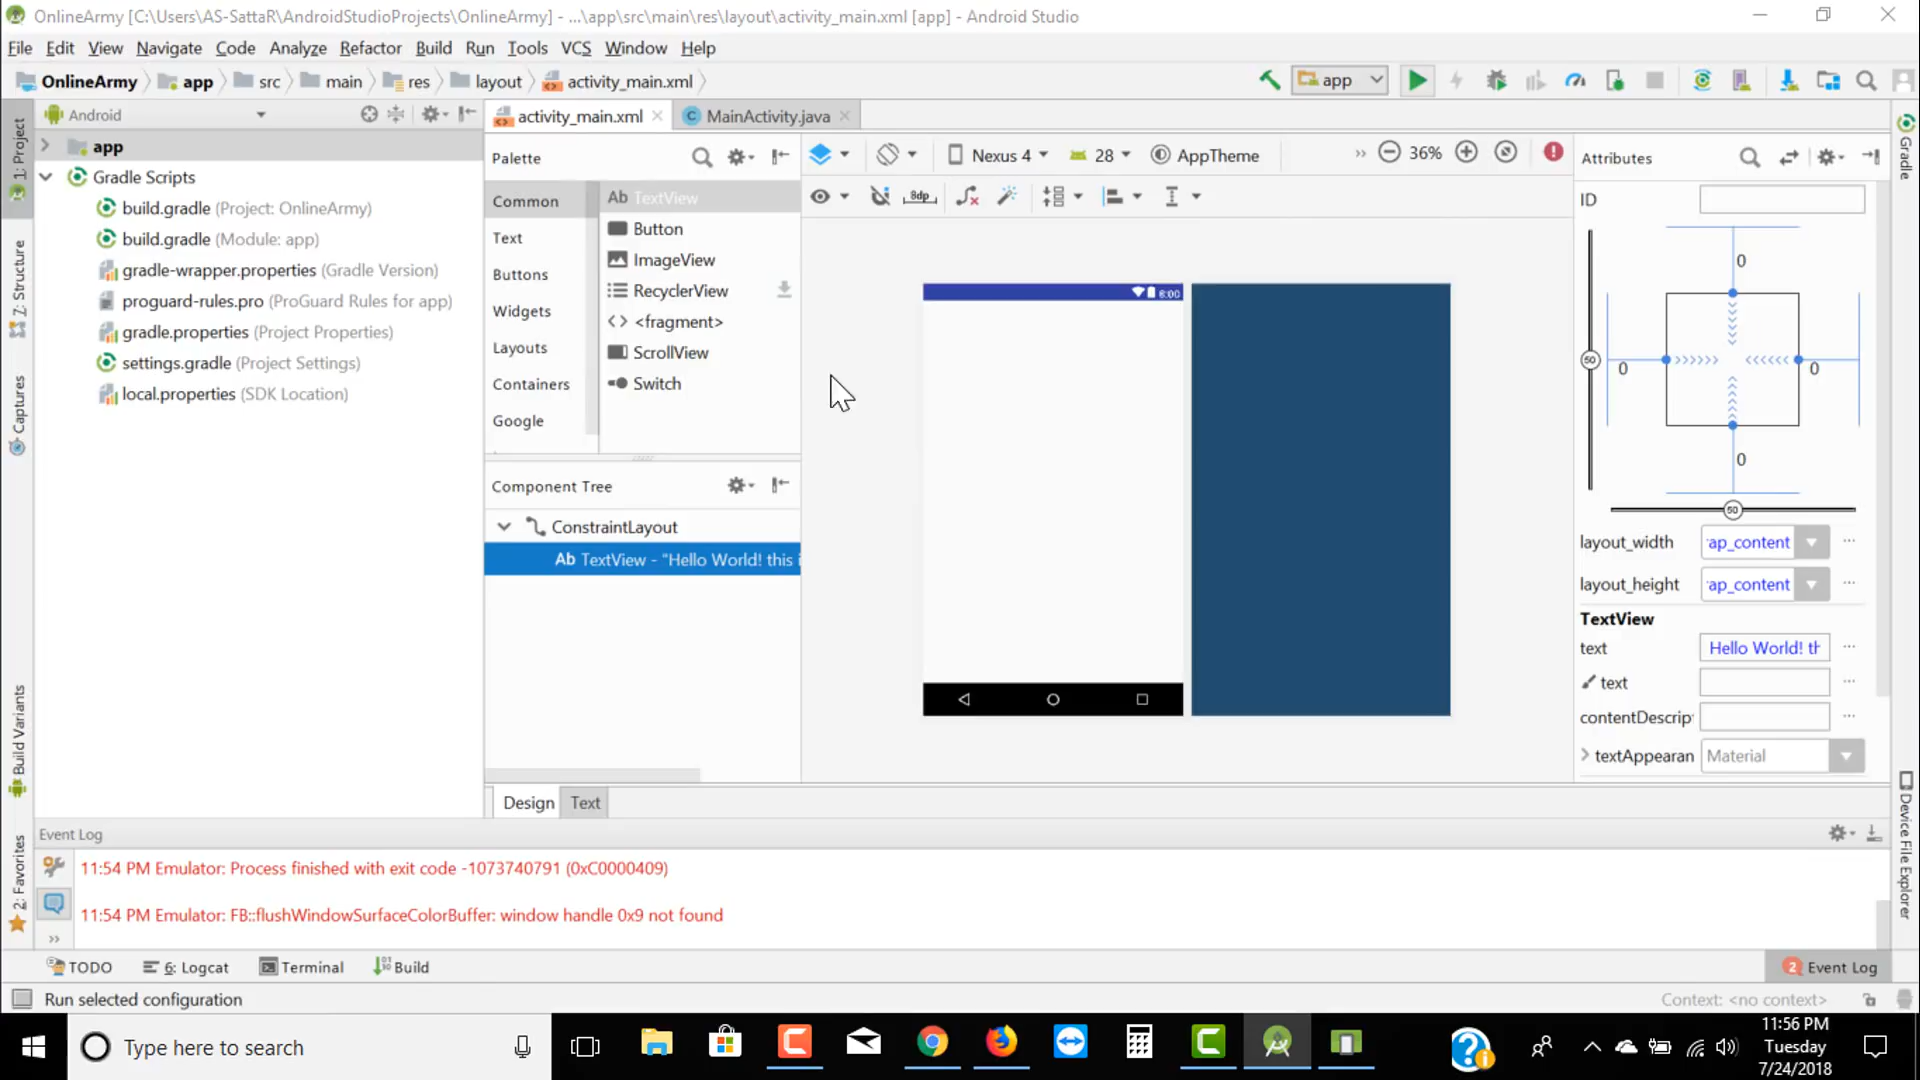 OnlineArmy [C:\Users\AS-SattaR\AndroidStudioProjects\OnlineArmy] - ...\app\src\main\res\layout\activity_main.xml [app] - Android Studio
File Edit View Navigate Code Analyze Refactor Build Run Tools VCS Window Help
OnlineArmy app src main res layout activity_main.xml app
Android
activity_main.xml MainActivity.java
1: Project
Z: Structure
Captures
Build Variants
2: Favorites
app
Gradle Scripts
build.gradle (Project: OnlineArmy)
build.gradle (Module: app)
gradle-wrapper.properties (Gradle Version)
proguard-rules.pro (ProGuard Rules for app)
gradle.properties (Project Properties)
settings.gradle (Project Settings)
local.properties (SDK Location)
Palette
Common
Text
Buttons
Widgets
Layouts
Containers
Google
Ab TextView
Button
ImageView
RecyclerView
<fragment>
ScrollView
Switch
Component Tree
ConstraintLayout
Ab TextView - "Hello World! this i
Nexus 4 28 AppTheme » 36%
8dp
6:00
Attributes
ID
0
0 0
0
50
50
layout_width ap_content ...
layout_height ap_content ...
TextView
text Hello World! th ...
text ...
contentDescrip ...
textAppearan Material
Gradle
Device File Explorer
Design Text
Event Log
11:54 PM Emulator: Process finished with exit code -1073740791 (0xC0000409)
11:54 PM Emulator: FB::flushWindowSurfaceColorBuffer: window handle 0x9 not found
»
TODO 6: Logcat Terminal Build 2 Event Log
Run selected configuration Context: <no context>
Type here to search
11:56 PM
Tuesday
7/24/2018